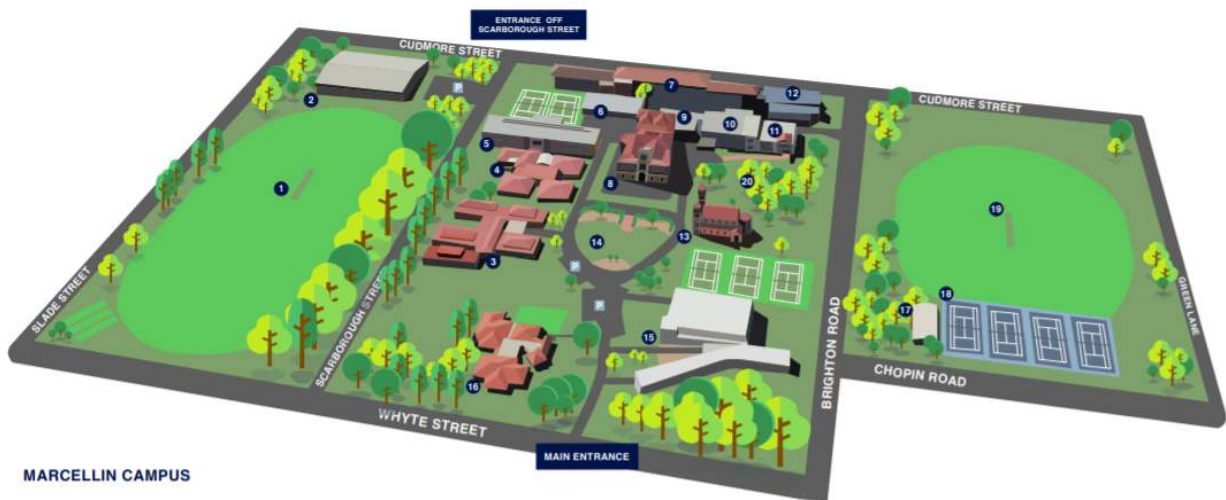 ENTRANCE OFF
SCARBOROUGH STREET
CUDMORE STREET
7
P
12
2
6
9
10
11
CUDMORE STREET
5
4
8
20
1
19
14
13
3
P
P
18
17
15
16
SLADE STREET
SCARBOROUGH STREET
GREEN LANE
BRIGHTON ROAD
CHOPIN ROAD
WHYTE STREET
MAIN ENTRANCE
MARCELLIN CAMPUS